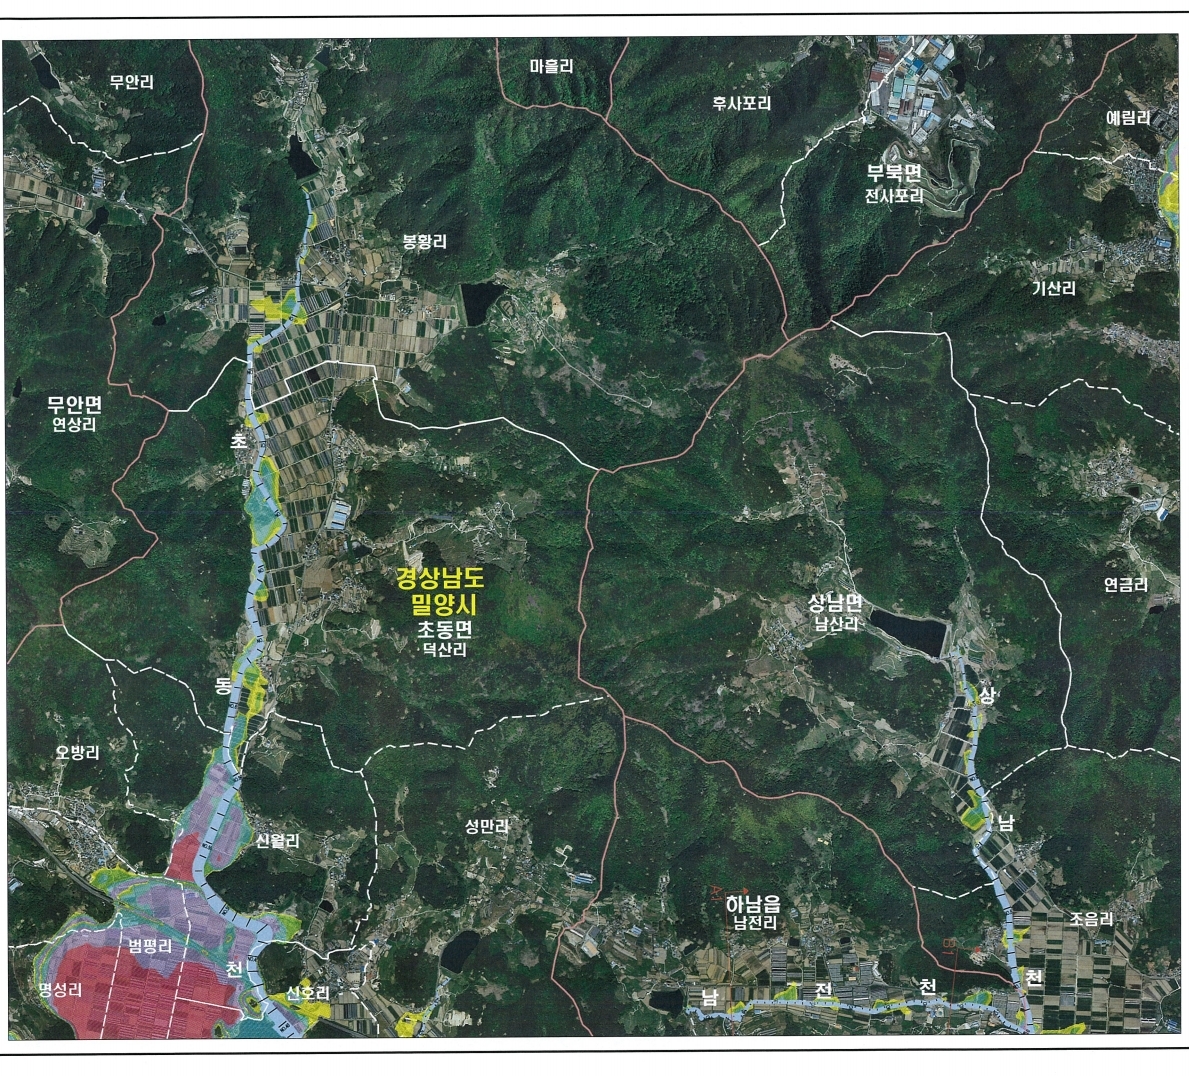 무안리
마흘리
후사포리
예림리
부북면
전사포리
봉황리
기산리
무안면
연상리
초
경상남도
밀양시
초동면
덕산리
연금리
상남면
남산리
동
상
오방리
남
신월리
성만리
하남읍
남전리
조음리
범평리
천
명성리
신호리
남
전
천
천